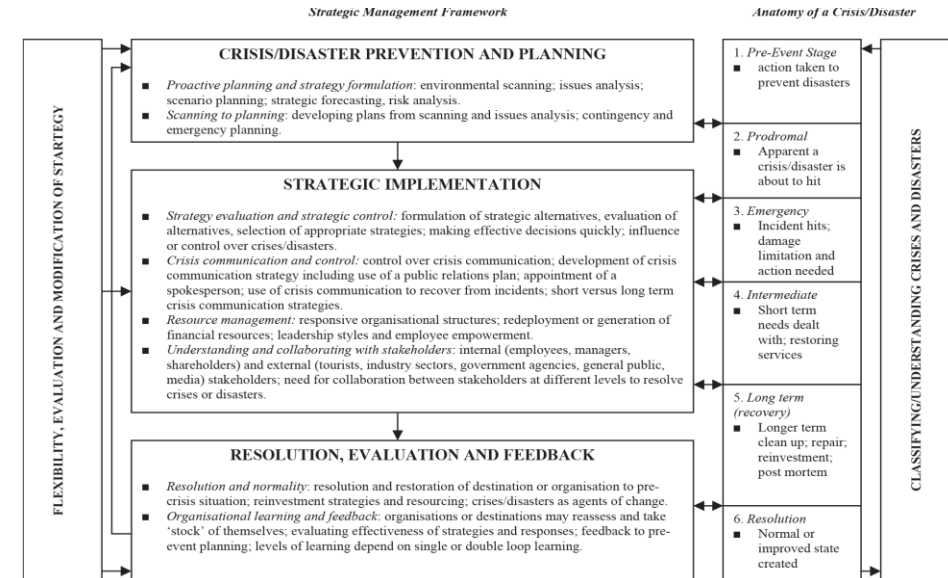 Strategic Management Framework
Anatomy of a Crisis/Disaster
FLEXIBILITY, EVALUATION AND MODIFICATION OF STARTEGY
CRISIS/DISASTER PREVENTION AND PLANNING
■ Proactive planning and strategy formulation: environmental scanning; issues analysis;
scenario planning; strategic forecasting, risk analysis.
■ Scanning to planning: developing plans from scanning and issues analysis; contingency and
emergency planning.
STRATEGIC IMPLEMENTATION
■ Strategy evaluation and strategic control: formulation of strategic alternatives, evaluation of
alternatives, selection of appropriate strategies; making effective decisions quickly; influence
or control over crises/disasters.
■ Crisis communication and control: control over crisis communication; development of crisis
communication strategy including use of a public relations plan; appointment of a
spokesperson; use of crisis communication to recover from incidents; short versus long term
crisis communication strategies.
■ Resource management: responsive organisational structures; redeployment or generation of
financial resources; leadership styles and employee empowerment.
■ Understanding and collaborating with stakeholders: internal (employees, managers,
shareholders) and external (tourists, industry sectors, government agencies, general public,
media) stakeholders; need for collaboration between stakeholders at different levels to resolve
crises or disasters.
RESOLUTION, EVALUATION AND FEEDBACK
■ Resolution and normality: resolution and restoration of destination or organisation to pre-
crisis situation; reinvestment strategies and resourcing; crises/disasters as agents of change.
■ Organisational learning and feedback: organisations or destinations may reassess and take
‘stock’ of themselves; evaluating effectiveness of strategies and responses; feedback to pre-
event planning; levels of learning depend on single or double loop learning.
1. Pre-Event Stage
■ action taken to
prevent disasters
2. Prodromal
■ Apparent a
crisis/disaster is
about to hit
3. Emergency
■ Incident hits;
damage
limitation and
action needed
4. Intermediate
■ Short term
needs dealt
with; restoring
services
5. Long term
(recovery)
■ Longer term
clean up; repair;
reinvestment;
post mortem
6. Resolution
■ Normal or
improved state
created
CLASSIFYING/UNDERSTANDING CRISES AND DISASTERS